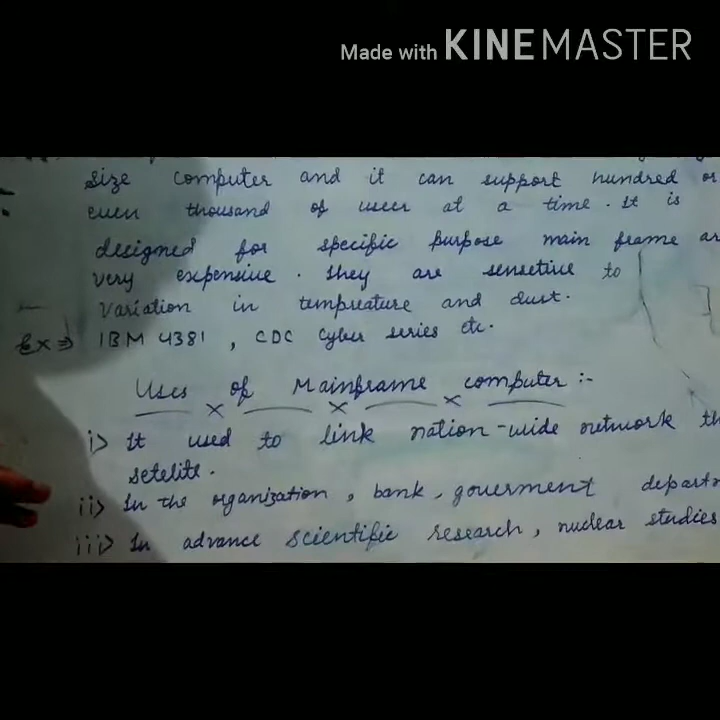 Made with KINEMASTER
size computer and it can support hundred or
even thousand of user at a time. It is
designed for specific purpose main frame ar
very expensive. they are sensetive to
variation in tempreature and dust.
Ex⇒ IBM 4381, CDC Cyber series etc.
Uses of Mainframe computer :-
i> It used to link nation-wide network th
setelite.
ii> In the organization, bank, gouerment departm
iii> In advance scientific research, nuclear studies